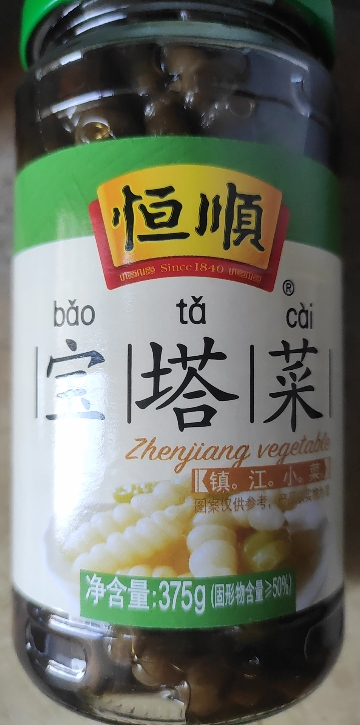 恒順
Since 1840
®
bǎo tǎ cài
宝塔菜
Zhenjiang vegetable
镇。江。小。菜
图案仅供参考,
净含量:375g (固形物含量≥50%)